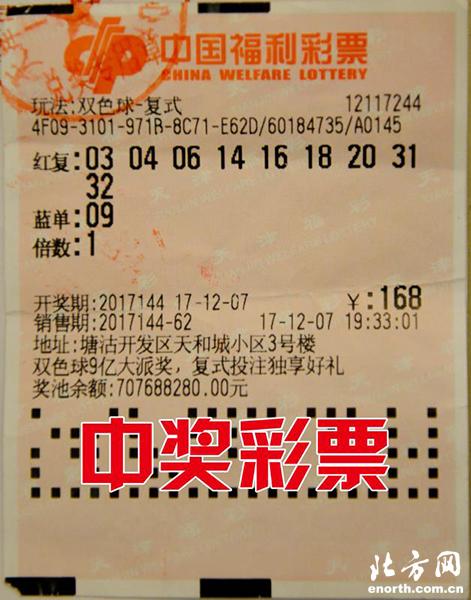 中国福利彩票
CHINA WELFARE LOTTERY
玩法:双色球-复式 12117244
4F09-3101-971B-8C71-E62D/60184735/A0145
红复:03 04 06 14 16 18 20 31
32
蓝单:09
倍数:1
开奖期:2017144 17-12-07 ￥:168
销售期:2017144-62 17-12-07 19:33:01
地址:塘沽开发区天和城小区3号楼
双色球9亿大派奖，复式投注独享好礼
奖池余额:707688280.00元
中奖彩票
北方网
enorth.com.cn